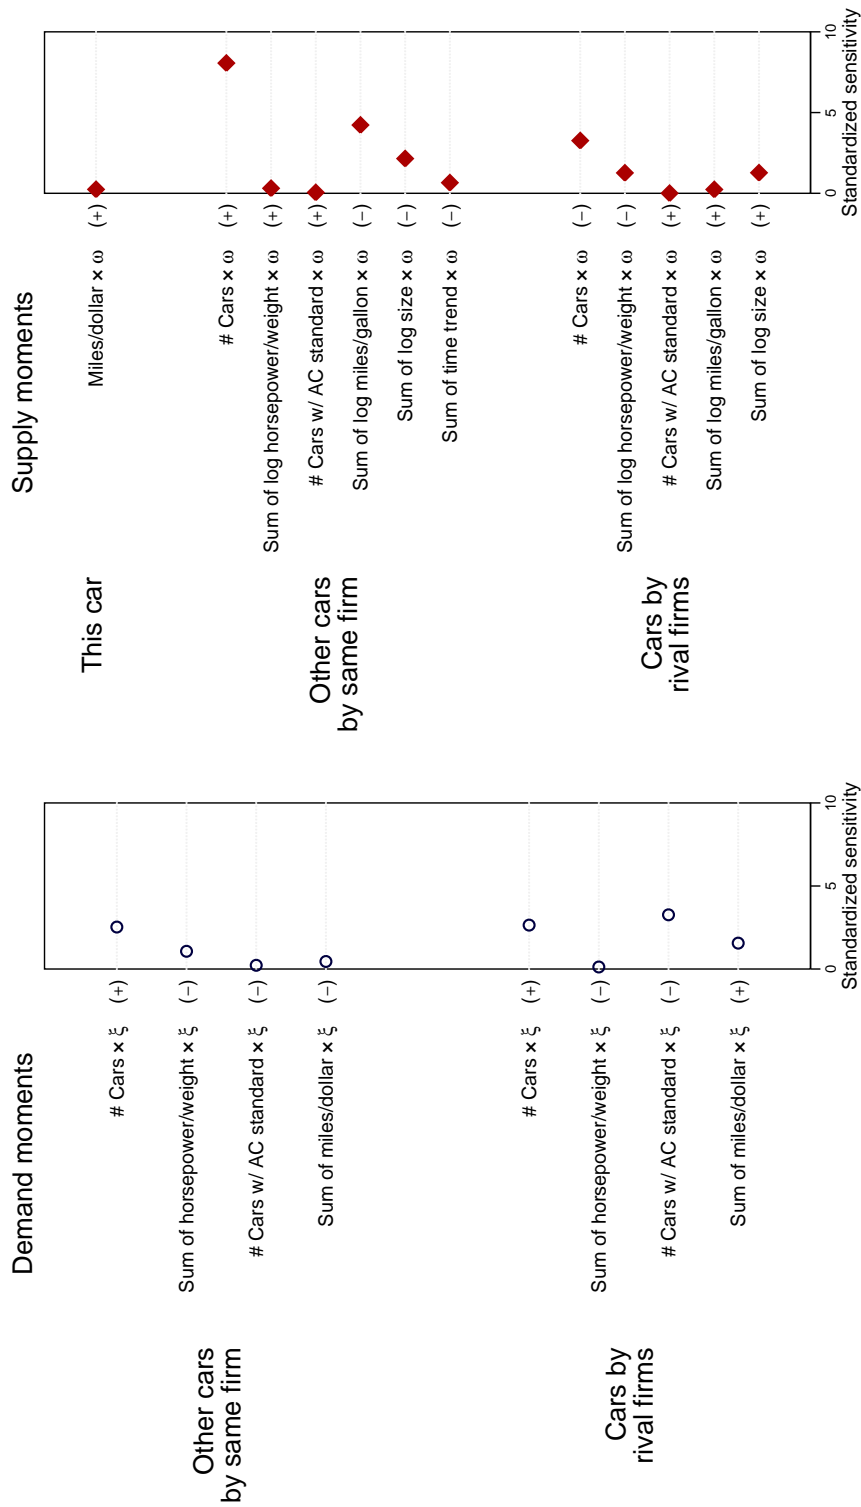 Demand moments
Other cars
by same firm
# Cars × ξ (+)
Sum of horsepower/weight × ξ (−)
# Cars w/ AC standard × ξ (−)
Sum of miles/dollar × ξ (−)
Cars by
rival firms
# Cars × ξ (+)
Sum of horsepower/weight × ξ (−)
# Cars w/ AC standard × ξ (−)
Sum of miles/dollar × ξ (+)
0 5 10
Standardized sensitivity
Supply moments
This car
Miles/dollar × ω (+)
Other cars
by same firm
# Cars × ω (+)
Sum of log horsepower/weight × ω (+)
# Cars w/ AC standard × ω (+)
Sum of log miles/gallon × ω (−)
Sum of log size × ω (−)
Sum of time trend × ω (−)
Cars by
rival firms
# Cars × ω (−)
Sum of log horsepower/weight × ω (−)
# Cars w/ AC standard × ω (+)
Sum of log miles/gallon × ω (+)
Sum of log size × ω (+)
0 5 10
Standardized sensitivity